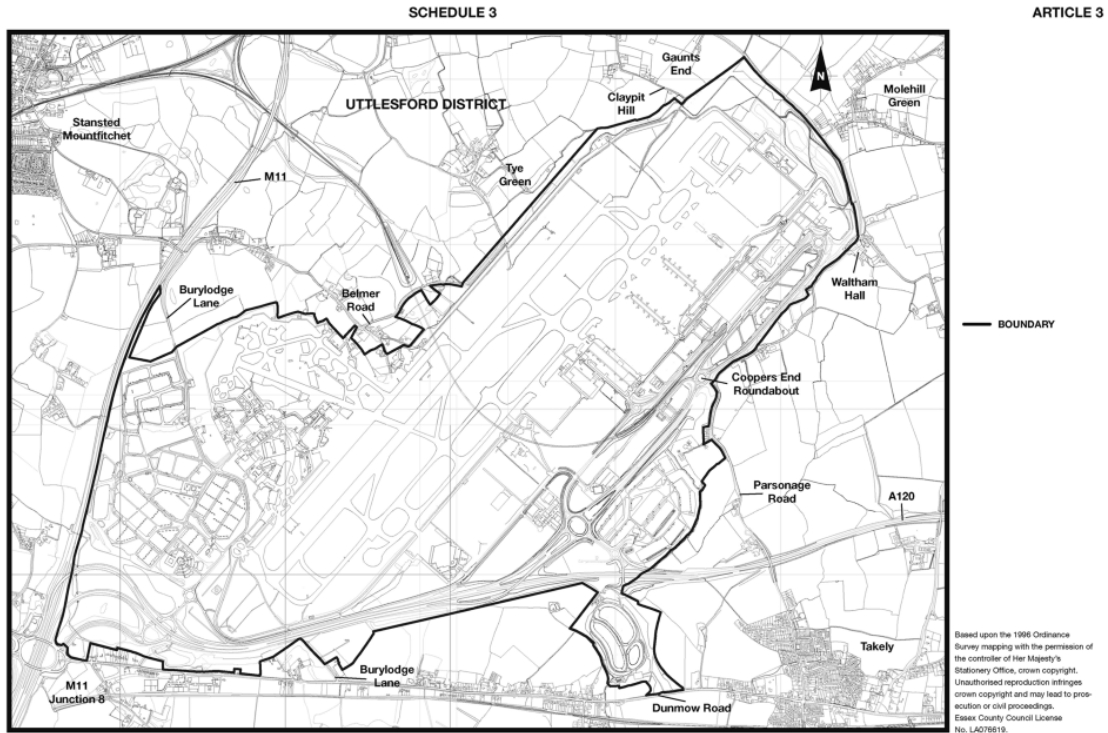 SCHEDULE 3
ARTICLE 3
Gaunts
End
N
UTTLESFORD DISTRICT
Claypit
Hill
Molehill
Green
Stansted
Mountfitchet
M11
Tye
Green
Burylodge
Lane
Belmer
Road
Waltham
Hall
BOUNDARY
Coopers End
Roundabout
Parsonage
Road
A120
Takely
M11
Junction 8
Burylodge
Lane
Dunmow Road
Based upon the 1996 Ordinance
Survey mapping with the permission of
the controller of Her Majesty's
Stationery Office, crown copyright.
Unauthorised reproduction infringes
crown copyright and may lead to pros-
ecution or civil proceedings.
Essex County Council License
No. LA076619.